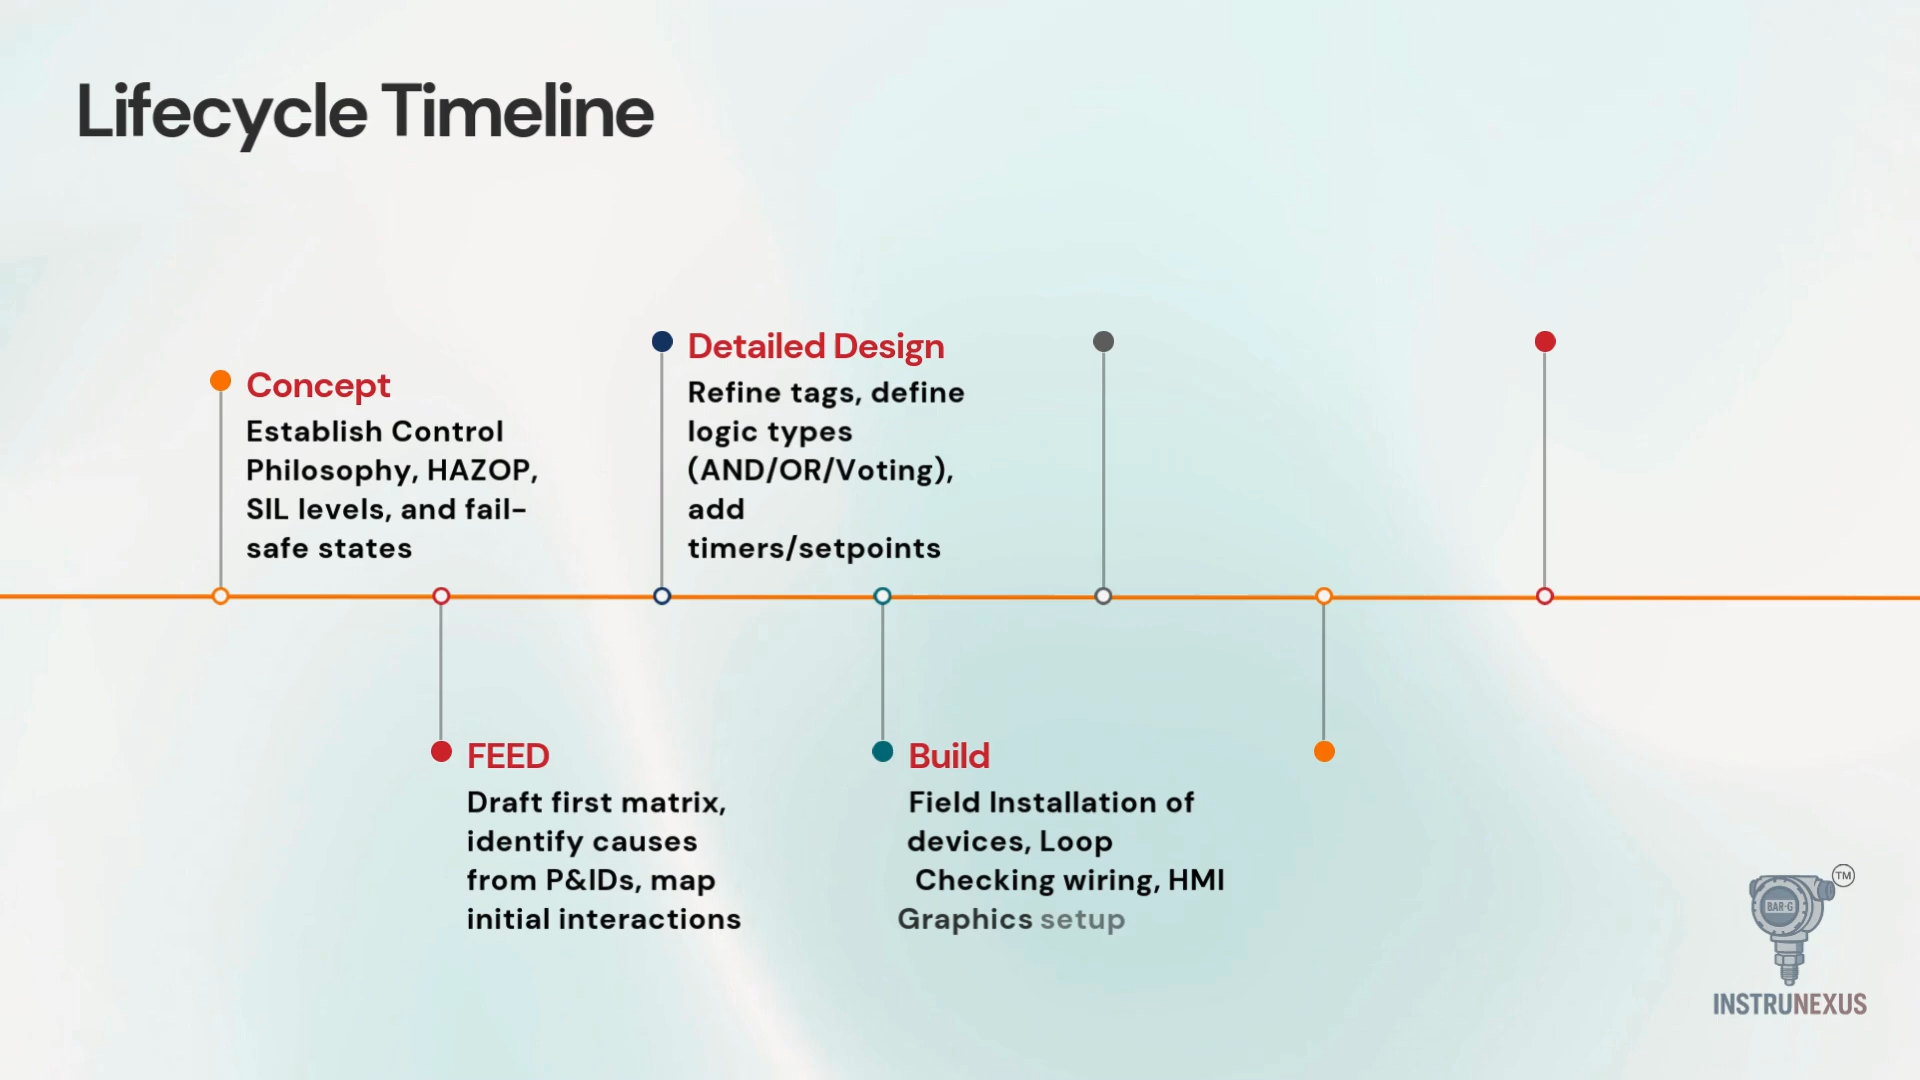 Lifecycle Timeline
Concept
Establish Control
Philosophy, HAZOP,
SIL levels, and fail-
safe states
FEED
Draft first matrix,
identify causes
from P&IDs, map
initial interactions
Detailed Design
Refine tags, define
logic types
(AND/OR/Voting),
add
timers/setpoints
Build
Field Installation of
devices, Loop
Checking wiring, HMI
Graphics setup
TM
BAR-G
INSTRUNEXUS